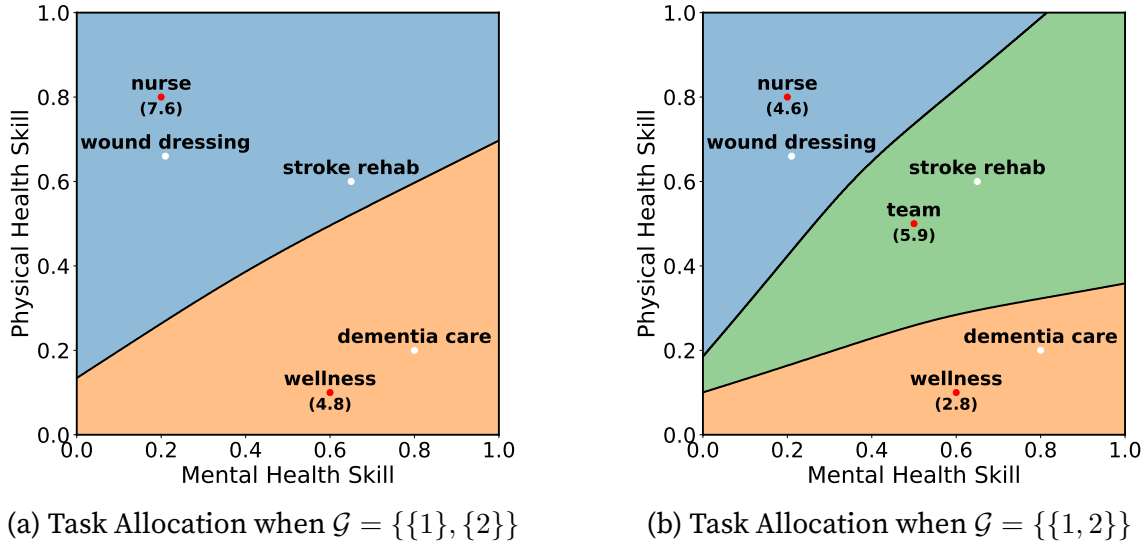 1.0
0.8
0.6
0.4
0.2
0.0
Physical Health Skill
nurse
(7.6)
wound dressing
stroke rehab
dementia care
wellness
(4.8)
0.0 0.2 0.4 0.6 0.8 1.0
Mental Health Skill
(a) Task Allocation when 𝒢 = {{1}, {2}}
1.0
0.8
0.6
0.4
0.2
0.0
Physical Health Skill
nurse
(4.6)
wound dressing
stroke rehab
team
(5.9)
dementia care
wellness
(2.8)
0.0 0.2 0.4 0.6 0.8 1.0
Mental Health Skill
(b) Task Allocation when 𝒢 = {{1, 2}}